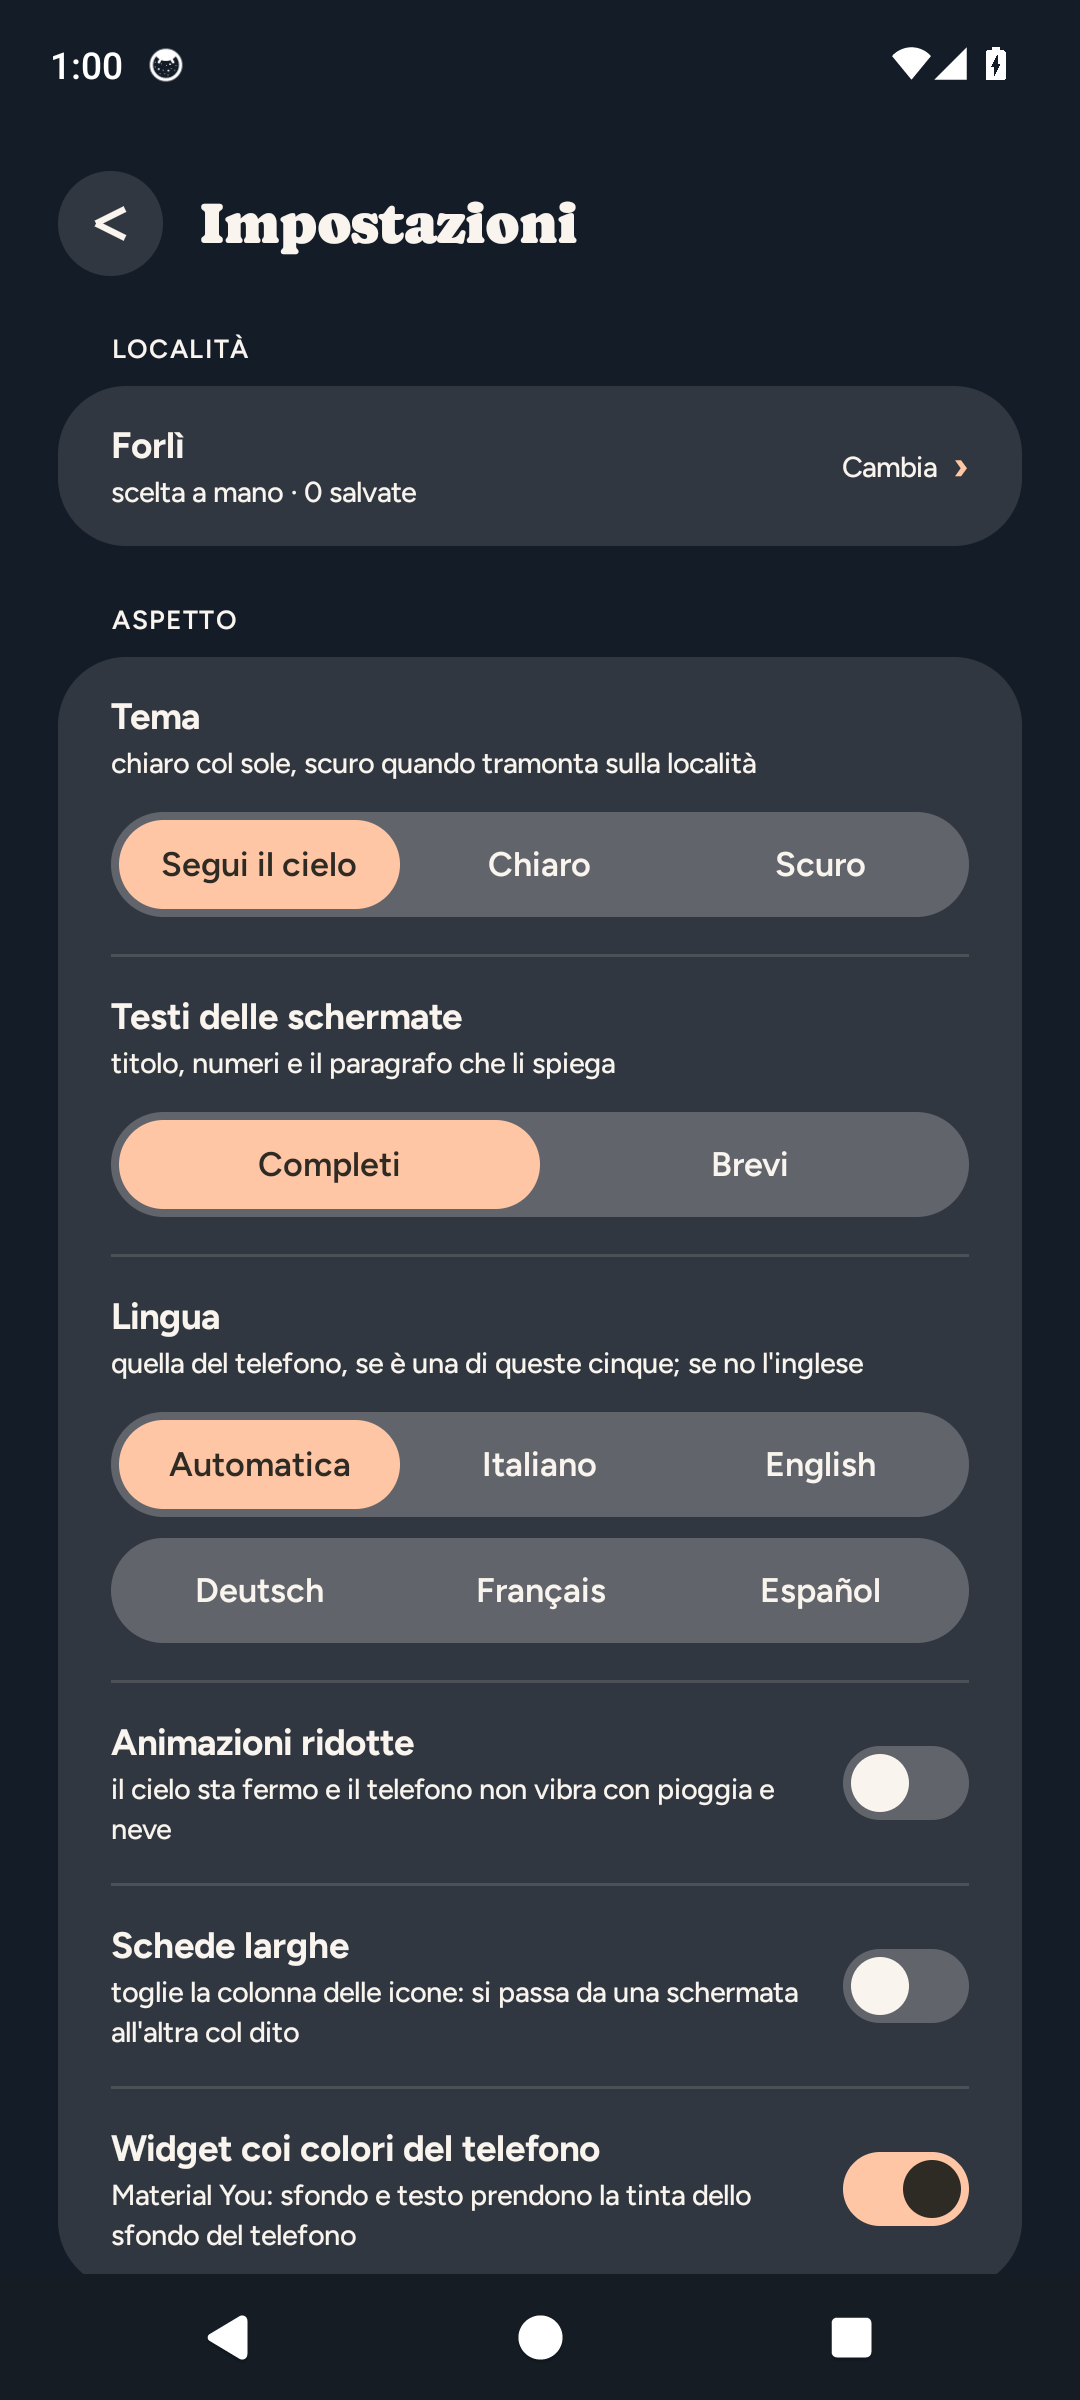 1:00
Impostazioni
LOCALITÀ
Forlì
scelta a mano · 0 salvate
Cambia ›
ASPETTO
Tema
chiaro col sole, scuro quando tramonta sulla località
Segui il cielo Chiaro Scuro
Testi delle schermate
titolo, numeri e il paragrafo che li spiega
Completi Brevi
Lingua
quella del telefono, se è una di queste cinque; se no l'inglese
Automatica Italiano English
Deutsch Français Español
Animazioni ridotte
il cielo sta fermo e il telefono non vibra con pioggia e
neve
Schede larghe
toglie la colonna delle icone: si passa da una schermata
all'altra col dito
Widget coi colori del telefono
Material You: sfondo e testo prendono la tinta dello
sfondo del telefono